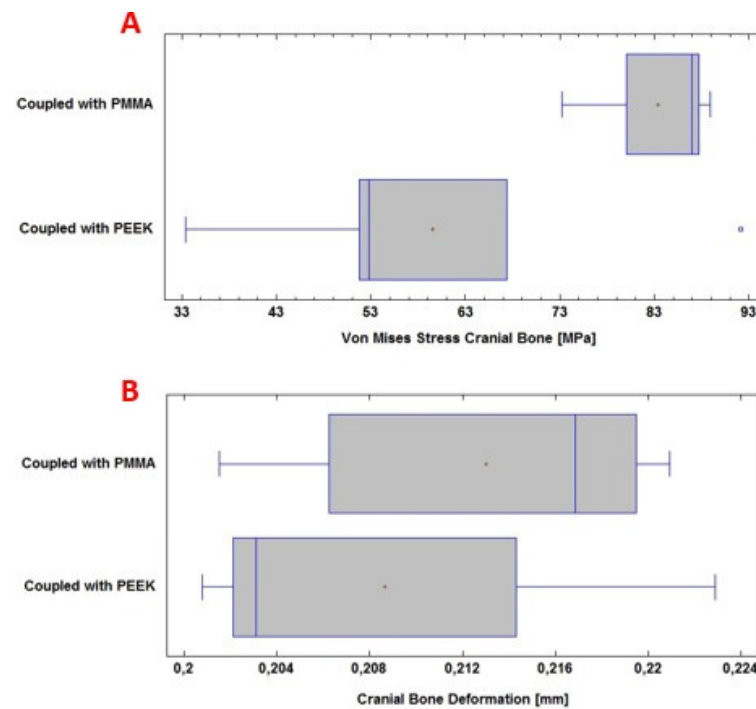 A
Coupled with PMMA
Coupled with PEEK
33 43 53 63 73 83 93
Von Mises Stress Cranial Bone [MPa]
B
Coupled with PMMA
Coupled with PEEK
0,2 0,204 0,208 0,212 0,216 0,22 0,224
Cranial Bone Deformation [mm]